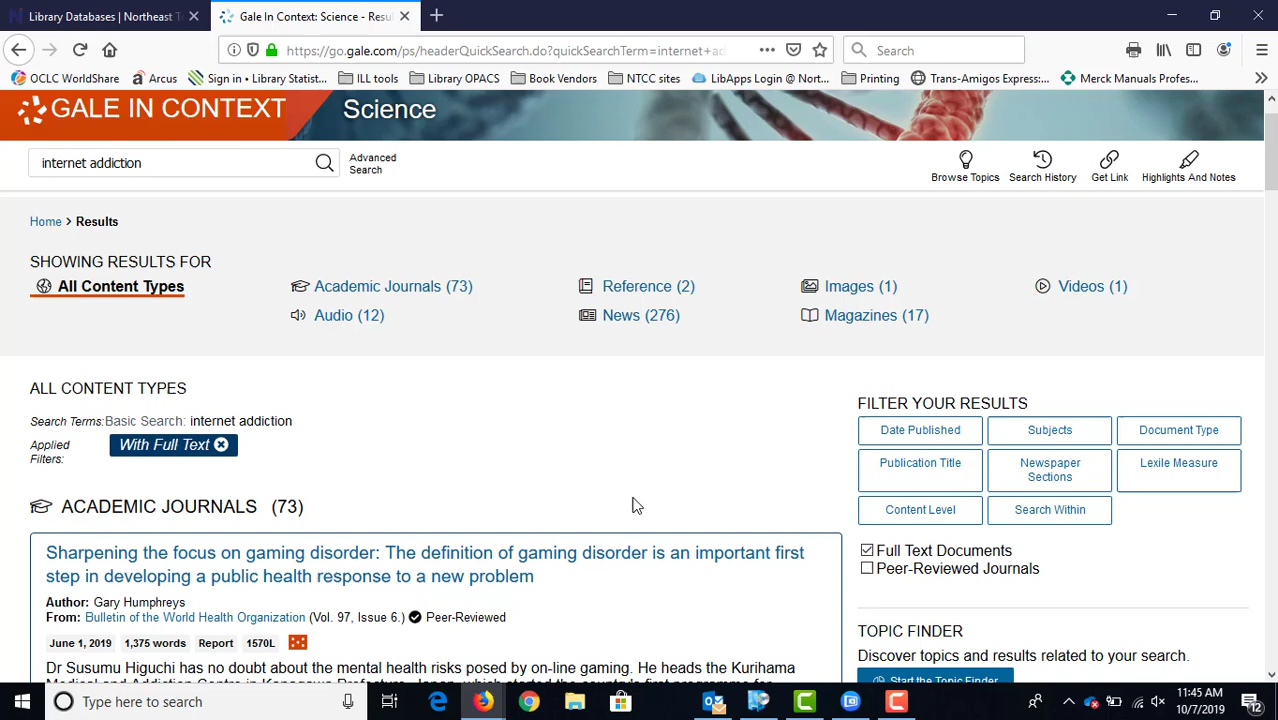 Library Databases | Northeast T
Gale In Context: Science - Resu
https://go.gale.com/ps/headerQuickSearch.do?quickSearchTerm=internet+ad
Search
OCLC WorldShare
Arcus
Sign in • Library Statist...
ILL tools
Library OPACS
Book Vendors
NTCC sites
LibApps Login @ Nort...
Printing
Trans-Amigos Express:...
Merck Manuals Profes...
GALE IN CONTEXT
Science
internet addiction
Advanced
Search
Browse Topics
Search History
Get Link
Highlights And Notes
Home > Results
SHOWING RESULTS FOR
All Content Types
Academic Journals (73)
Reference (2)
Images (1)
Videos (1)
Audio (12)
News (276)
Magazines (17)
ALL CONTENT TYPES
Search Terms: Basic Search: internet addiction
Applied
Filters:
With Full Text
ACADEMIC JOURNALS (73)
Sharpening the focus on gaming disorder: The definition of gaming disorder is an important first
step in developing a public health response to a new problem
Author: Gary Humphreys
From: Bulletin of the World Health Organization (Vol. 97, Issue 6.) Peer-Reviewed
June 1, 2019 1,375 words Report 1570L
Dr Susumu Higuchi has no doubt about the mental health risks posed by on-line gaming. He heads the Kurihama
FILTER YOUR RESULTS
Date Published
Subjects
Document Type
Publication Title
Newspaper
Sections
Lexile Measure
Content Level
Search Within
Full Text Documents
Peer-Reviewed Journals
TOPIC FINDER
Discover topics and results related to your search.
Start the Topic Finder
Type here to search
11:45 AM
10/7/2019
12